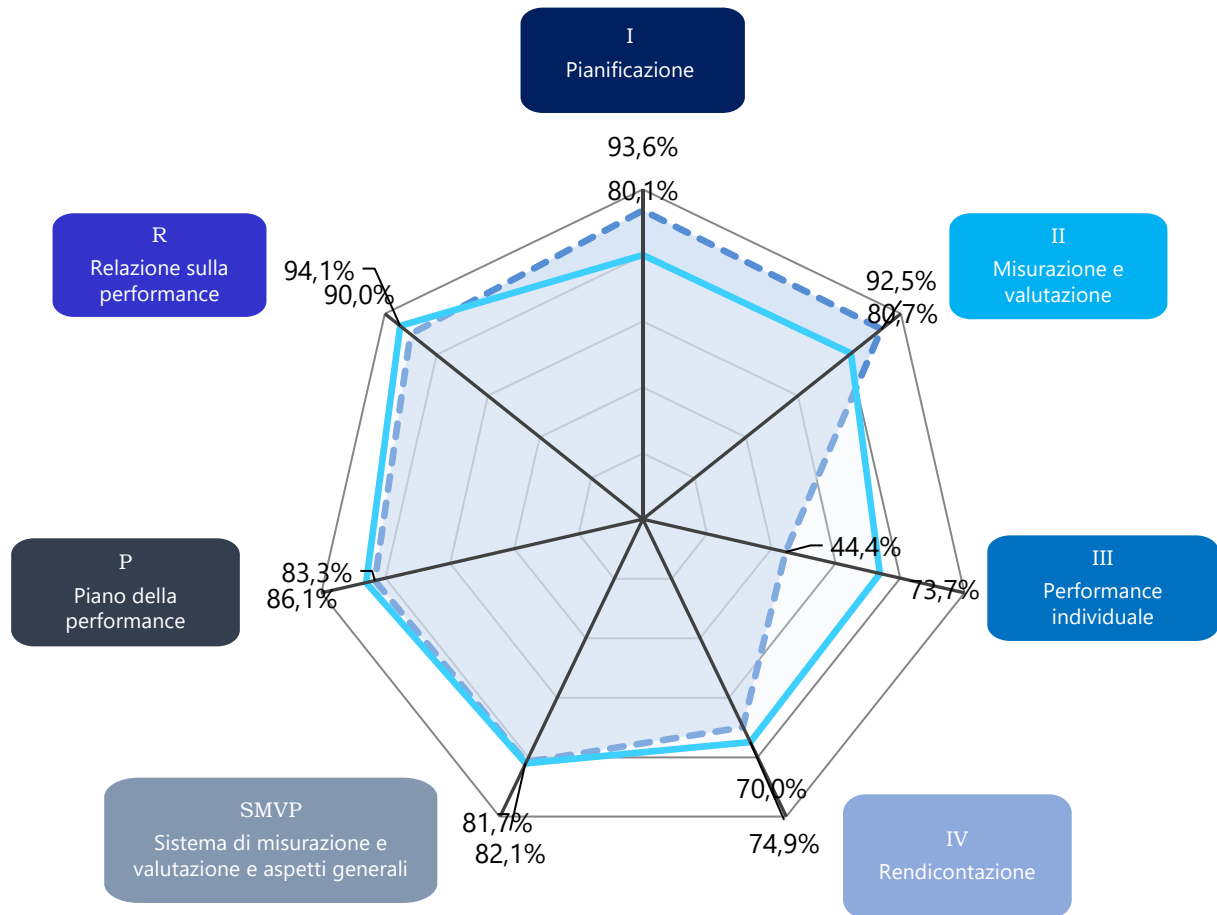 I
Pianificazione
93,6%
80,1%
II
Misurazione e
valutazione
92,5%
80,7%
III
Performance
individuale
44,4%
73,7%
IV
Rendicontazione
70,0%
74,9%
SMVP
Sistema di misurazione e
valutazione e aspetti generali
81,7%
82,1%
P
Piano della
performance
83,3%
86,1%
R
Relazione sulla
performance
94,1%
90,0%